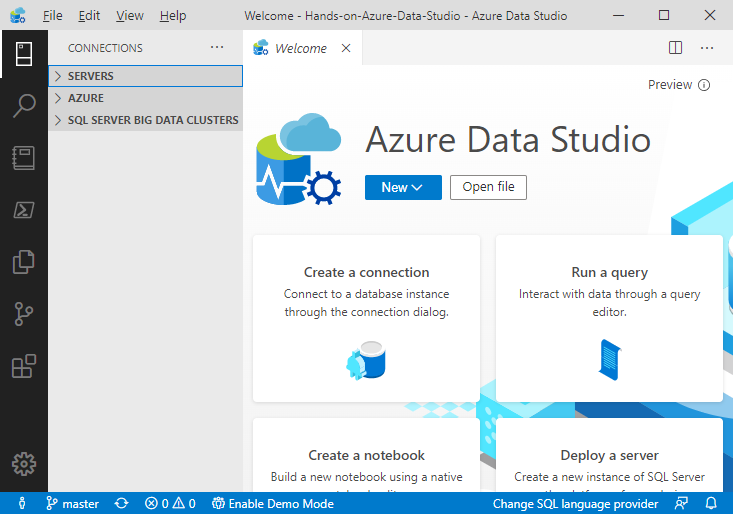 File Edit View Help Welcome - Hands-on-Azure-Data-Studio - Azure Data Studio
CONNECTIONS
Welcome
SERVERS
AZURE
SQL SERVER BIG DATA CLUSTERS
Preview
Azure Data Studio
New
Open file
Create a connection
Connect to a database instance
through the connection dialog.
Run a query
Interact with data through a query
editor.
Create a notebook
Build a new notebook using a native
Deploy a server
Create a new instance of SQL Server
master 0 0 Enable Demo Mode Change SQL language provider